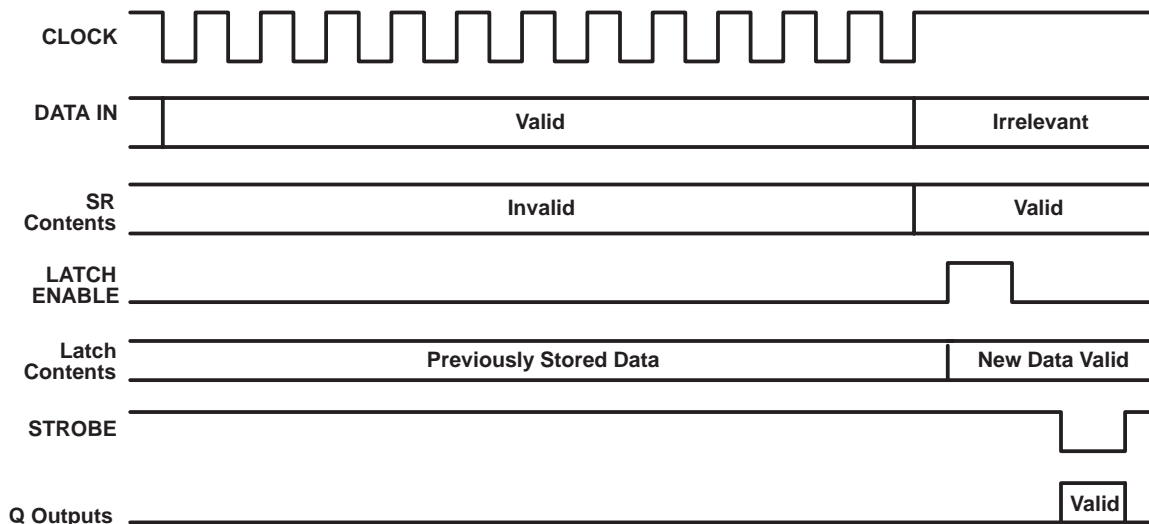 CLOCK
DATA IN
Valid
Irrelevant
SR
Contents
Invalid
Valid
LATCH
ENABLE
Latch
Contents
Previously Stored Data
New Data Valid
STROBE
Q Outputs
Valid